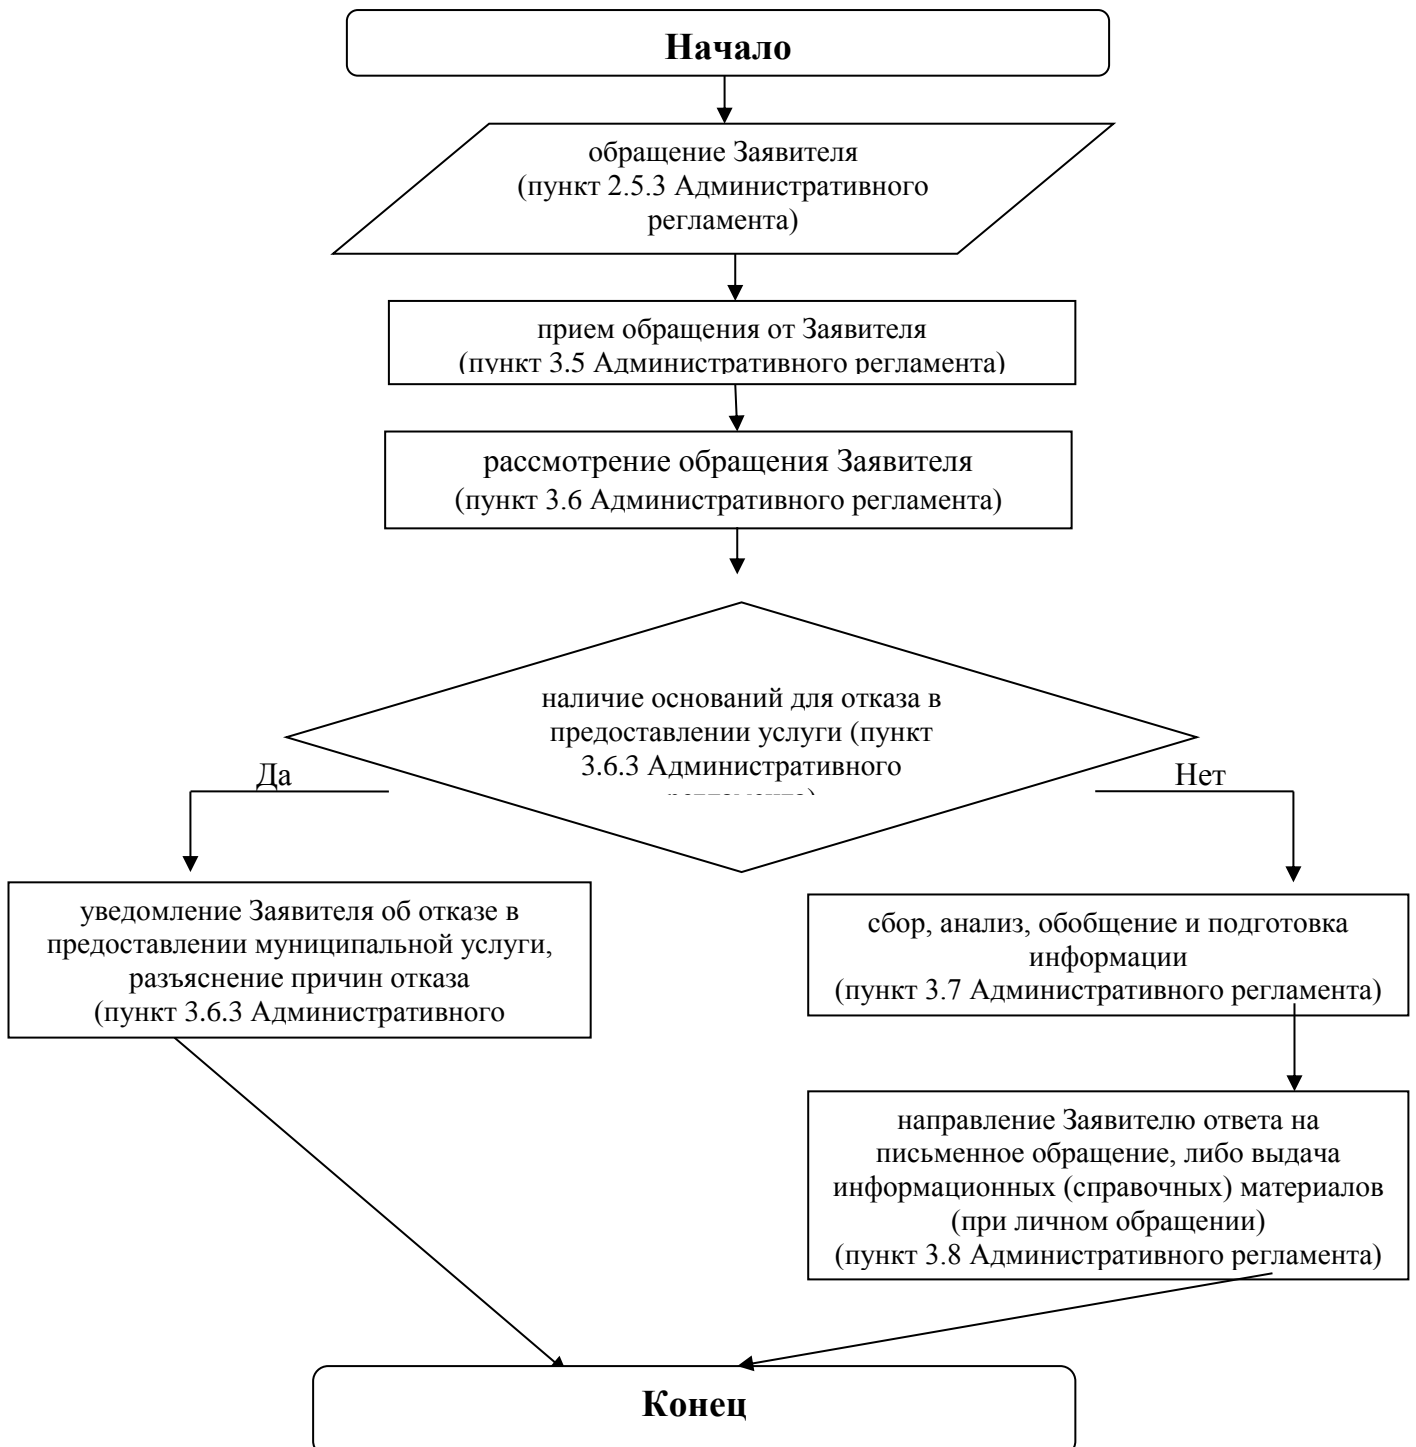 Начало
обращение Заявителя
(пункт 2.5.3 Административного
регламента)
прием обращения от Заявителя
(пункт 3.5 Административного регламента)
рассмотрение обращения Заявителя
(пункт 3.6 Административного регламента)
наличие оснований для отказа в
предоставлении услуги (пункт
3.6.3 Административного
регламента)
Да
Нет
уведомление Заявителя об отказе в
предоставлении муниципальной услуги,
разъяснение причин отказа
(пункт 3.6.3 Административного
сбор, анализ, обобщение и подготовка
информации
(пункт 3.7 Административного регламента)
направление Заявителю ответа на
письменное обращение, либо выдача
информационных (справочных) материалов
(при личном обращении)
(пункт 3.8 Административного регламента)
Конец